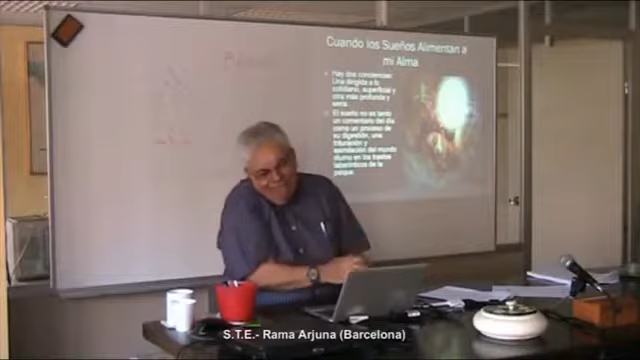 Cuando los Sueños Alimentan a
mi Alma
Hay dos conciencias:
Una dirigida a lo
cotidiano, superficial y
otra más profunda y
seria.
El sueño no es tanto
un comentario del día
como un proceso de
su digestión, una
trituración y
asimilación del mundo
diurno en los
laberínticos de la
psique.
S.T.E.- Rama Arjuna (Barcelona)